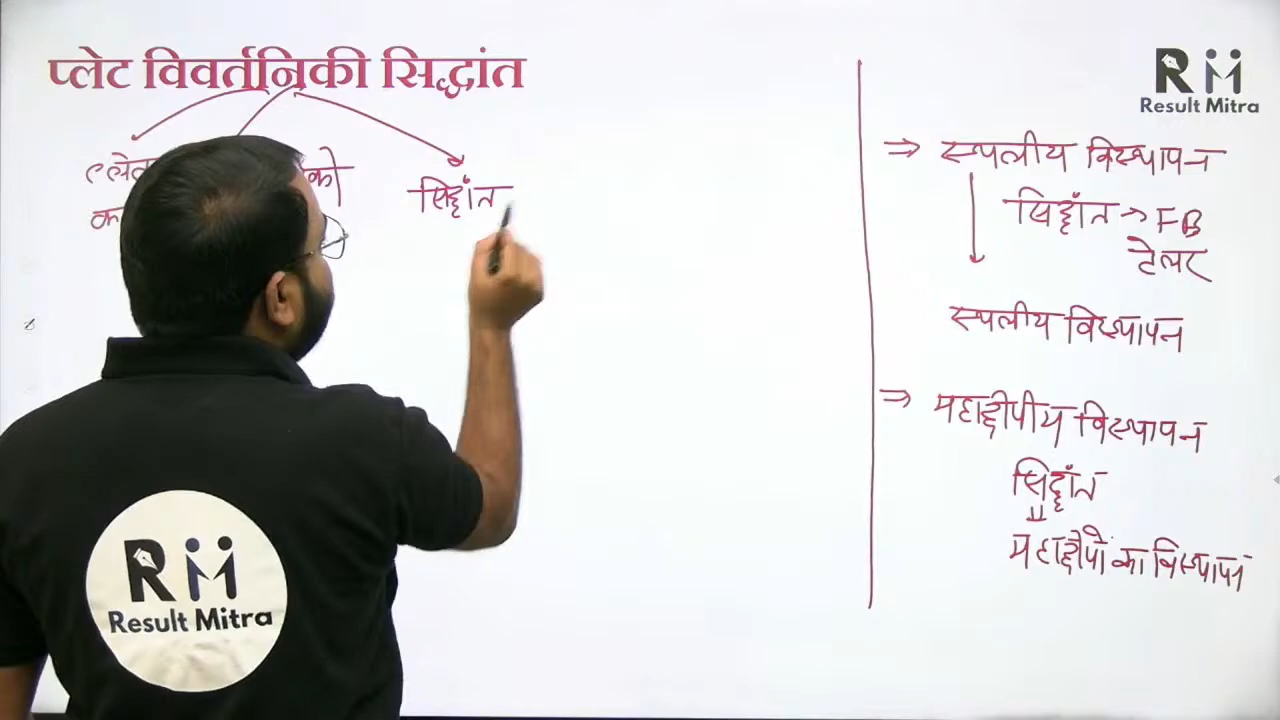 प्लेट विवर्तनिकी सिद्धांत
सिद्धाँत
R
Result Mitra
⇒ स्थलीय विस्थापन
सिद्धाँत → FB
टेलर
स्थलीय विस्थापन
⇒ महाद्वीपीय विस्थापन
सिद्धाँत
महाद्वीपों का विस्थापन
R
Result Mitra